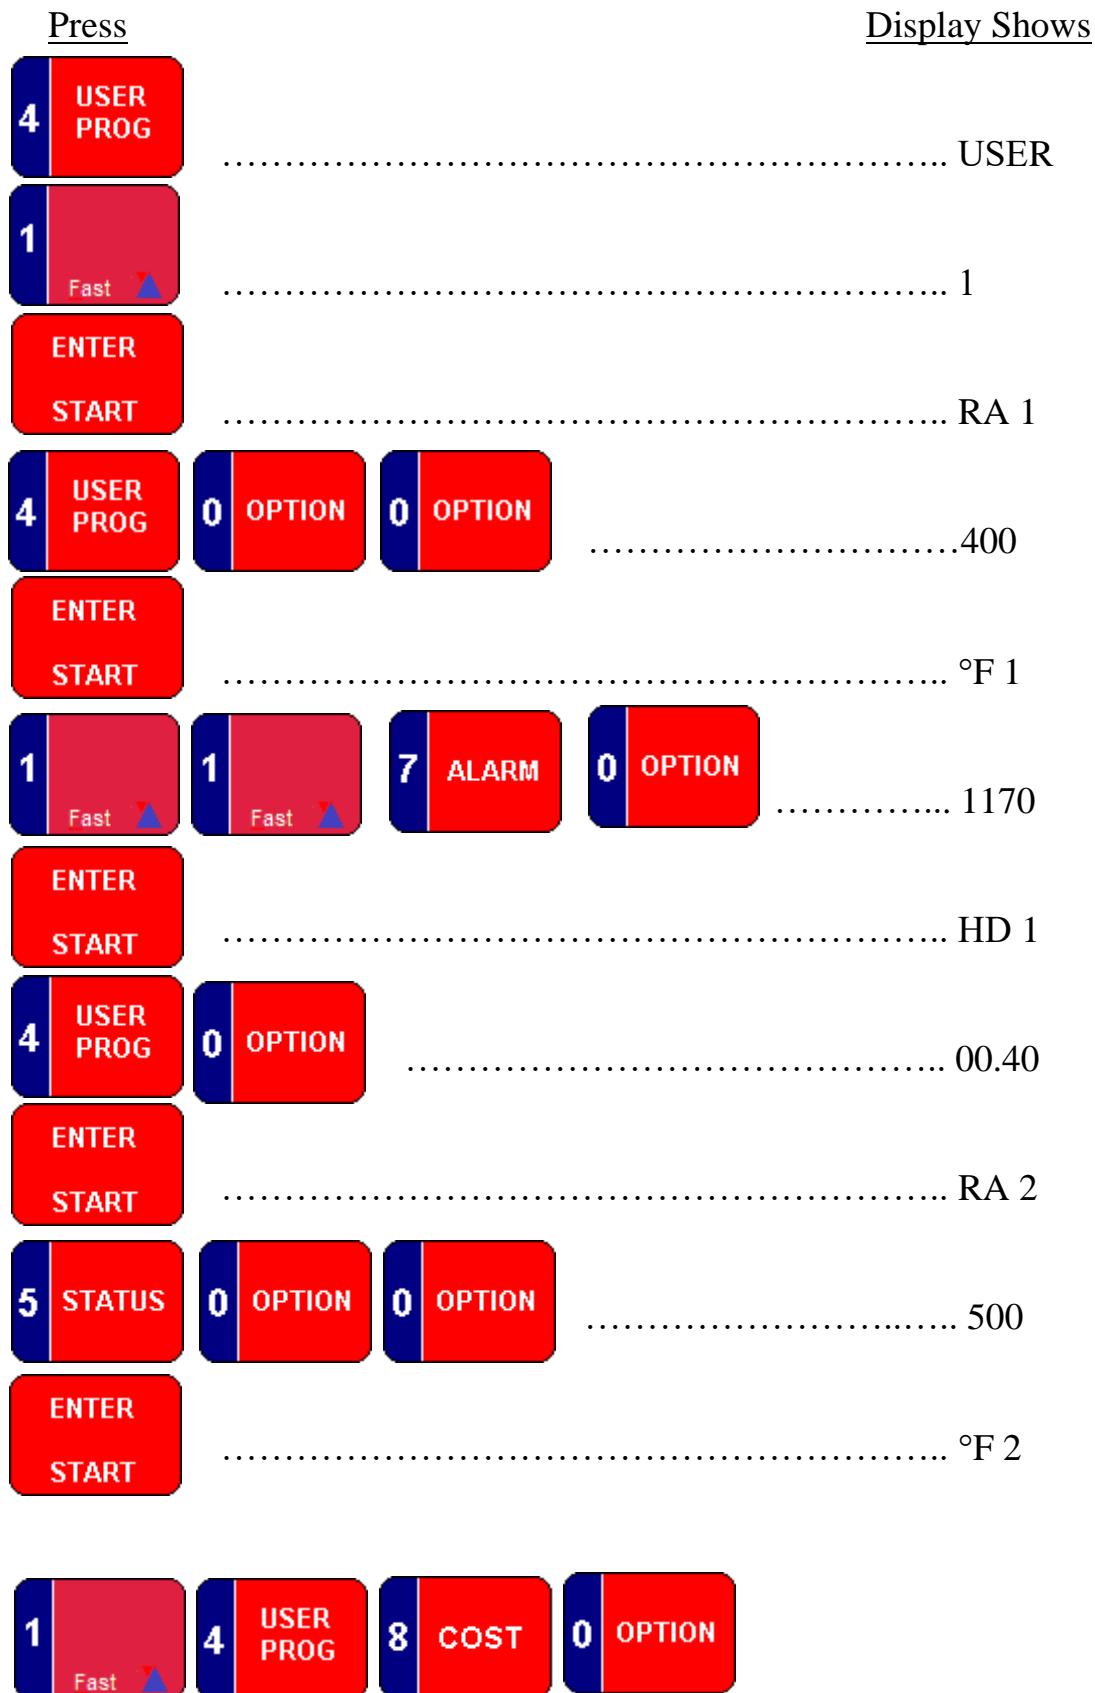 Press Display Shows
4 USER PROG ……………………………………………….. USER
1 Fast ……………………………………………….. 1
ENTER START ……………………………………………….. RA 1
4 USER PROG 0 OPTION 0 OPTION …………………………400
ENTER START ……………………………………………….. °F 1
1 Fast 1 Fast 7 ALARM 0 OPTION …………... 1170
ENTER START ……………………………………………….. HD 1
4 USER PROG 0 OPTION …………………………………….. 00.40
ENTER START ……………………………………………….. RA 2
5 STATUS 0 OPTION 0 OPTION ……………………..….. 500
ENTER START ……………………………………………….. °F 2
1 Fast 4 USER PROG 8 COST 0 OPTION